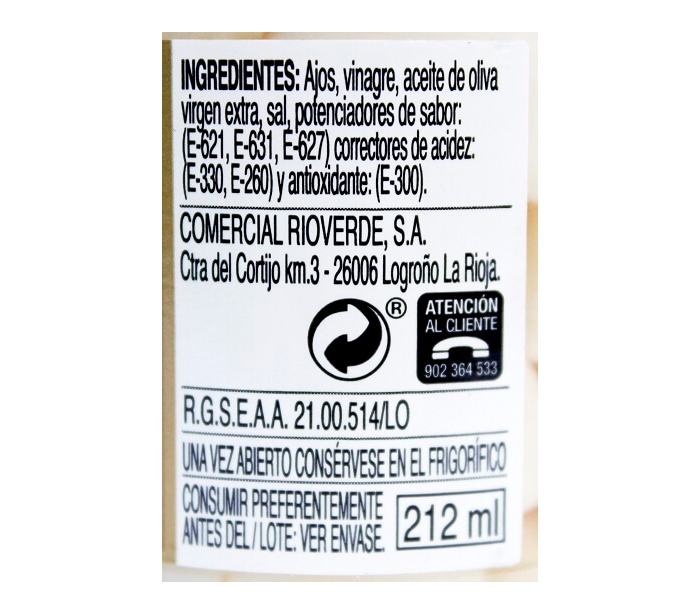 INGREDIENTES: Ajos, vinagre, aceite de oliva
virgen extra, sal, potenciadores de sabor:
(E-621, E-631, E-627) correctores de acidez:
(E-330, E-260) y antioxidante: (E-300).
COMERCIAL RIOVERDE, S.A.
Ctra del Cortijo km.3 - 26006 Logroño La Rioja.
®
ATENCIÓN
AL CLIENTE
902 364 533
R.G.S.E.A.A. 21.00.514/LO
UNA VEZ ABIERTO CONSÉRVESE EN EL FRIGORÍFICO
CONSUMIR PREFERENTEMENTE
ANTES DEL / LOTE: VER ENVASE.
212 ml